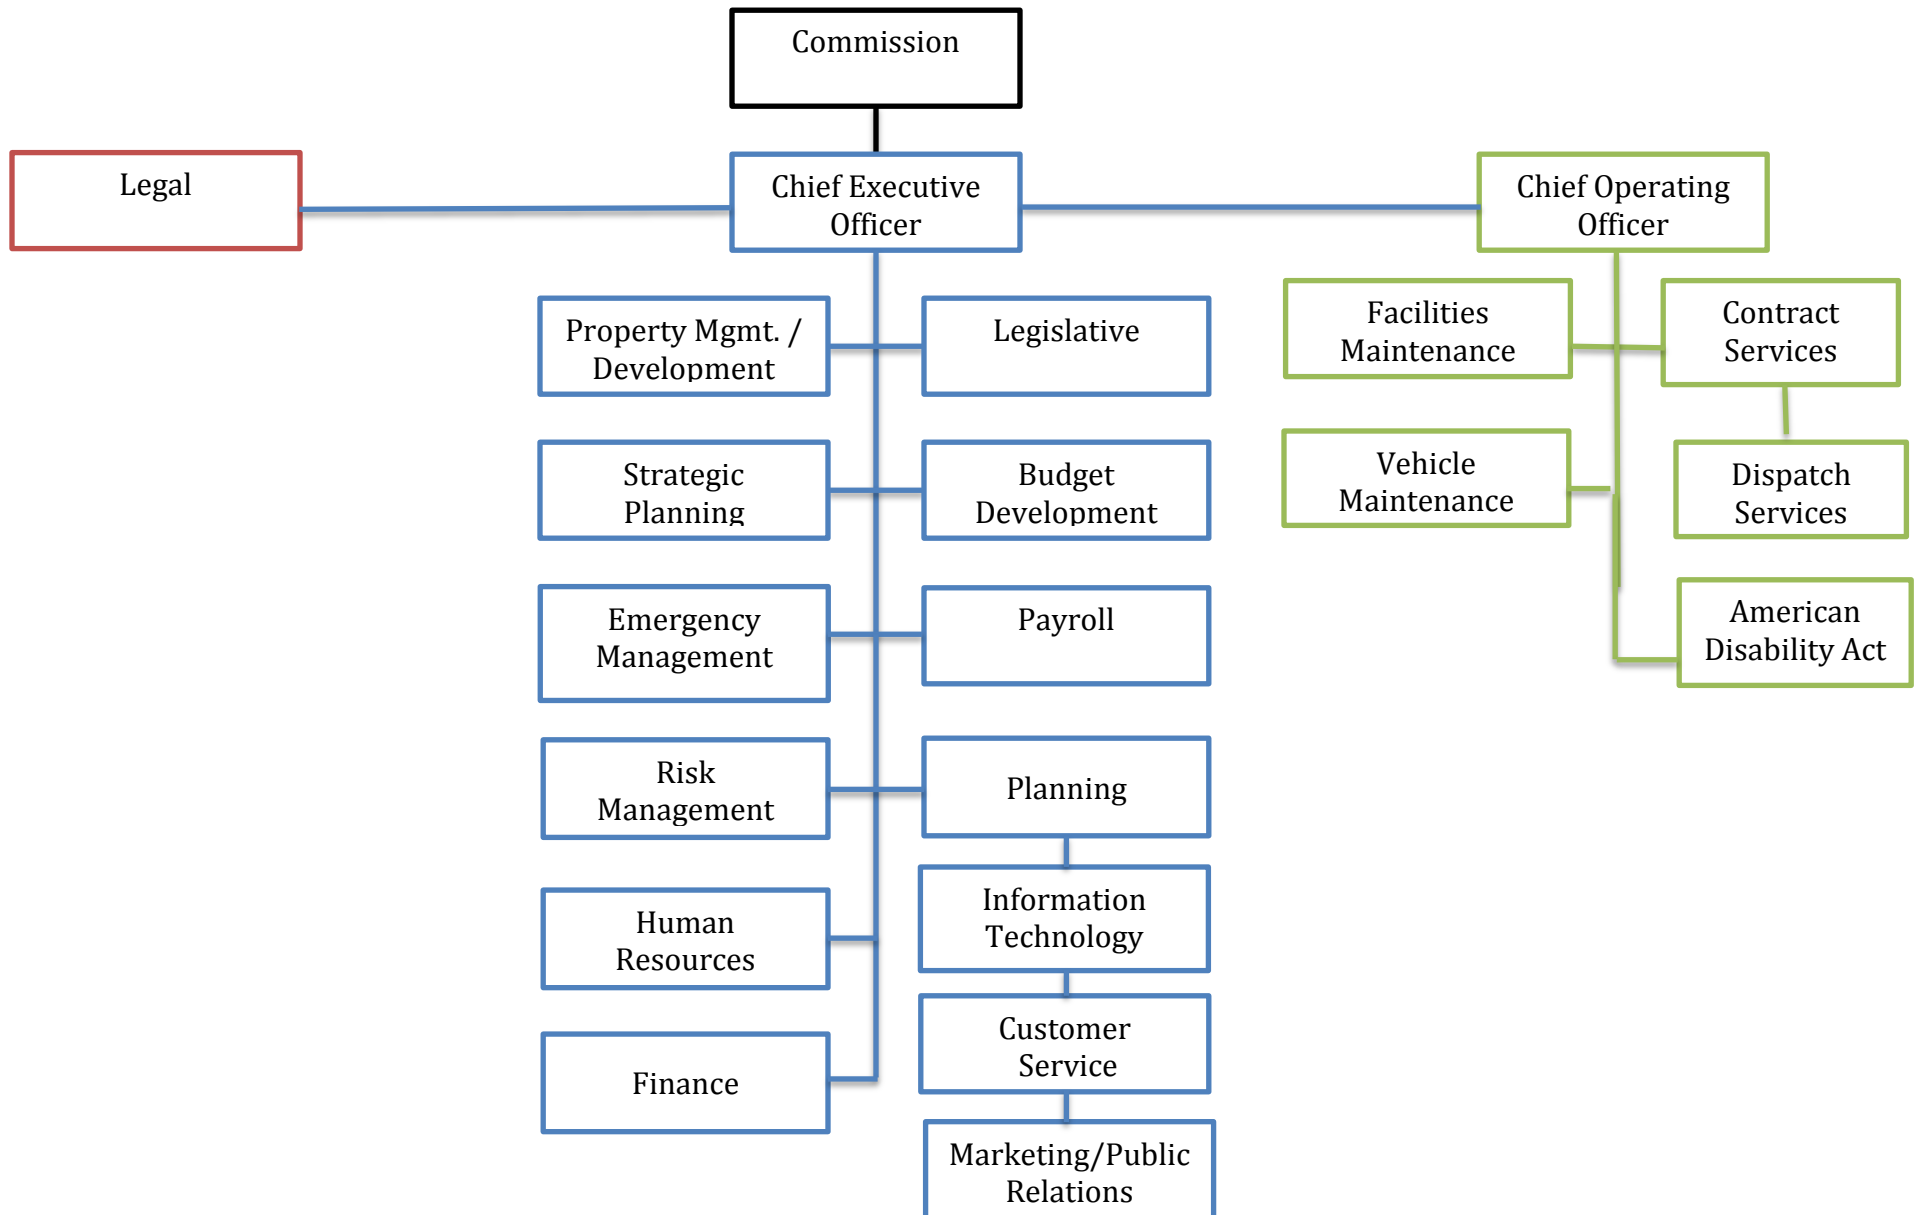 Commission
Legal
Chief Executive
Officer
Chief Operating
Officer
Property Mgmt. /
Development
Legislative
Facilities
Maintenance
Contract
Services
Strategic
Planning
Budget
Development
Vehicle
Maintenance
Dispatch
Services
Emergency
Management
Payroll
American
Disability Act
Risk
Management
Planning
Human
Resources
Information
Technology
Finance
Customer
Service
Marketing/Public
Relations